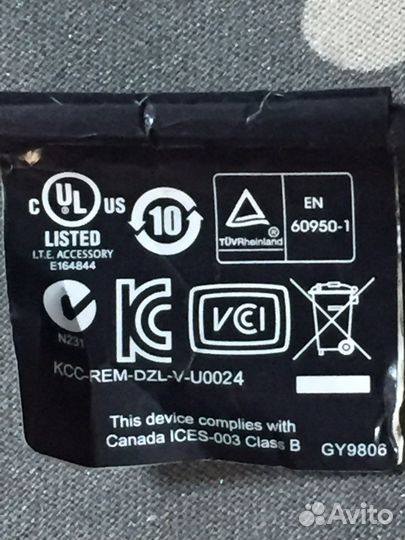 c UL US
LISTED
I.T.E. ACCESSORY
E164844
10
TÜVRheinland
EN
60950-1
N231
VCCI
KCC-REM-DZL-V-U0024
This device complies with
Canada ICES-003 Class B
GY9806
Avito